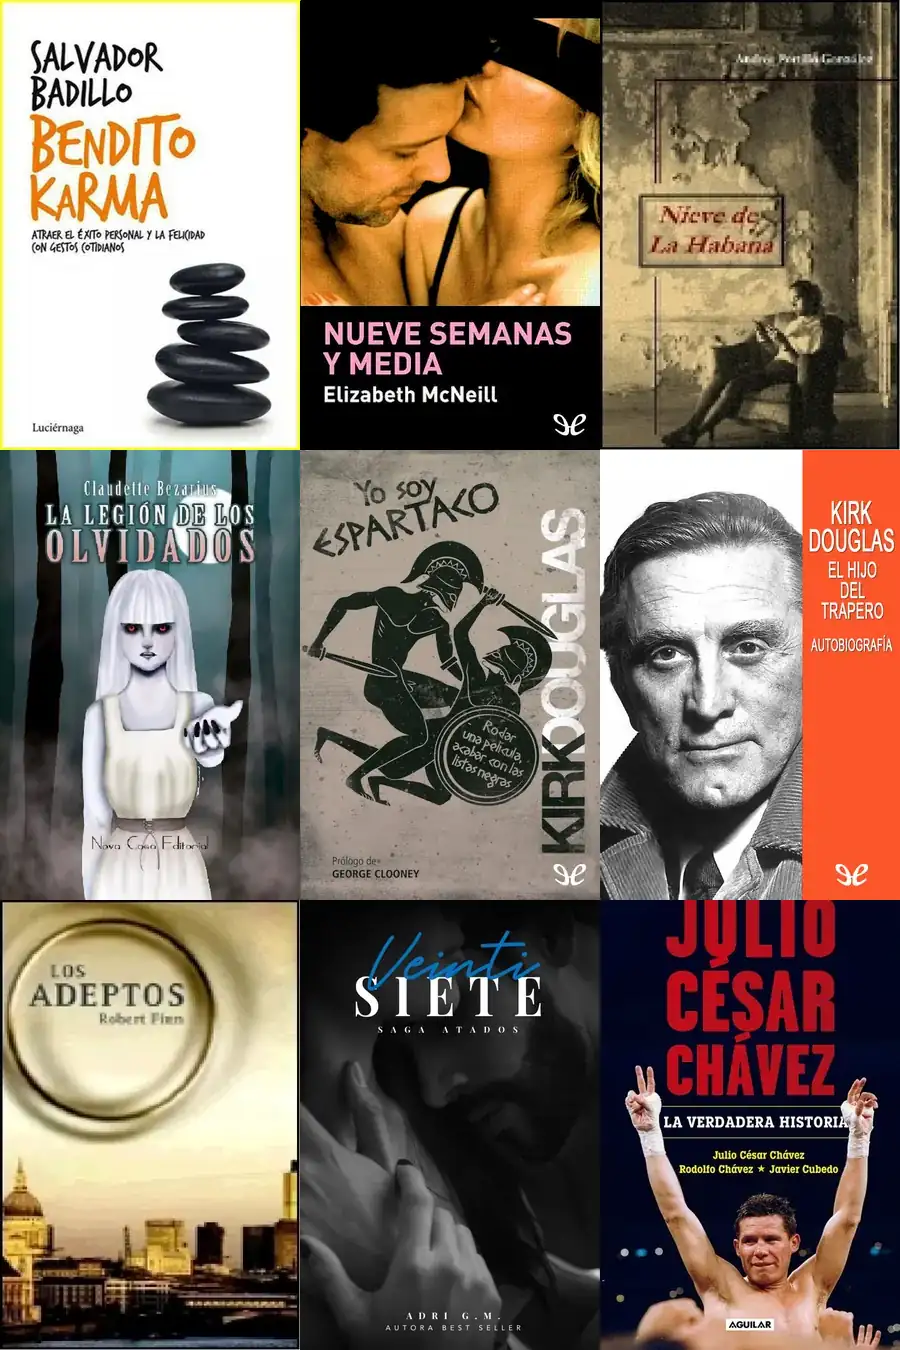 SALVADOR
BADILLO
BENDITO
KARMA
ATRAER EL ÉXITO PERSONAL Y LA FELICIDAD
CON GESTOS COTIDIANOS
Luciérnaga
NUEVE SEMANAS
Y MEDIA
Elizabeth McNeill
Andrea Portillo González
Nieve de
La Habana
Claudette Bezarius
LA LEGIÓN DE LOS
OLVIDADOS
Nova Casa Editorial
Yo soy
ESPARTACO
KIRK DOUGLAS
Rodar
una película,
acabar con las
listas negras
Prólogo de
GEORGE CLOONEY
KIRK
DOUGLAS
EL HIJO
DEL
TRAPERO
AUTOBIOGRAFÍA
LOS
ADEPTOS
Robert Finn
Veinti
SIETE
SAGA ATADOS
ADRI G.M.
AUTORA BEST SELLER
JULIO
CÉSAR
CHÁVEZ
LA VERDADERA HISTORIA
Julio César Chávez
Rodolfo Chávez ★ Javier Cubedo
AGUILAR